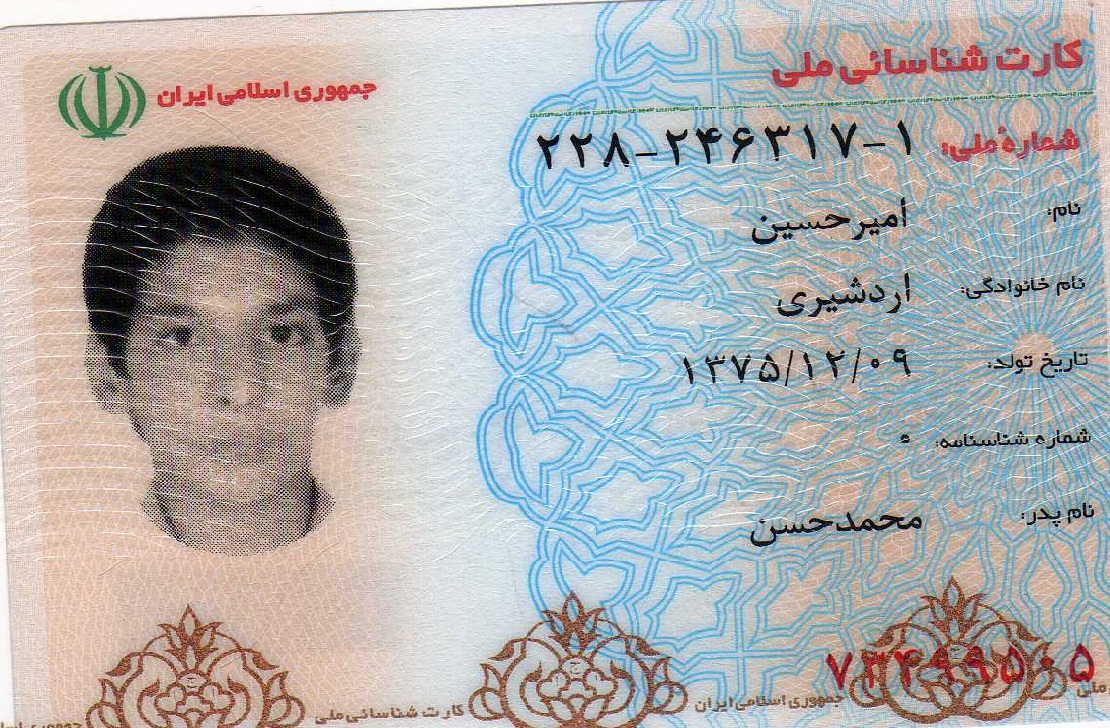 کارت شناسائی ملی
جمهوری اسلامی ایران
شمارهٔ ملی: ۲۲۸-۲۴۶۳۱۷-۱
نام: امیرحسین
نام خانوادگی: اردشیری
تاریخ تولد: ۱۳۷۵/۱۲/۰۹
شماره شناسنامه: ۰
نام پدر: محمدحسن
جمهوری اسلامی ایران
کارت شناسائی ملی